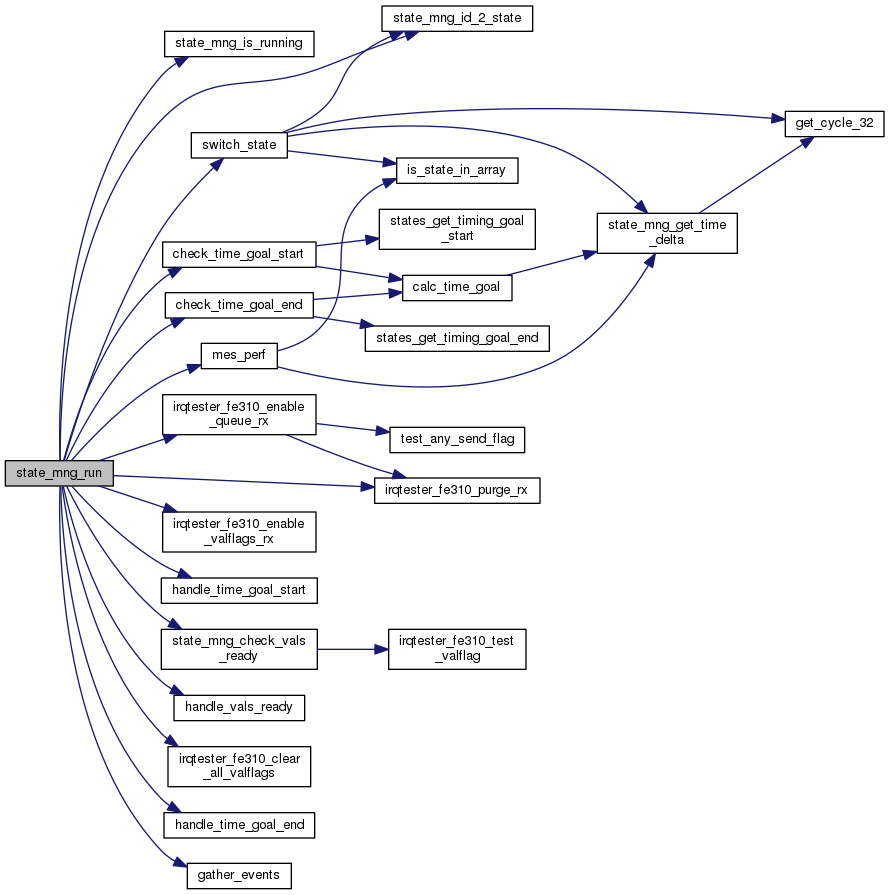 state_mng_id_2_state
state_mng_is_running
get_cycle_32
switch_state
is_state_in_array
states_get_timing_goal
_start
state_mng_get_time
_delta
check_time_goal_start
calc_time_goal
check_time_goal_end
states_get_timing_goal_end
mes_perf
irqtester_fe310_enable
_queue_rx
test_any_send_flag
state_mng_run
irqtester_fe310_purge_rx
irqtester_fe310_enable
_valflags_rx
handle_time_goal_start
state_mng_check_vals
_ready
irqtester_fe310_test
_valflag
handle_vals_ready
irqtester_fe310_clear
_all_valflags
handle_time_goal_end
gather_events